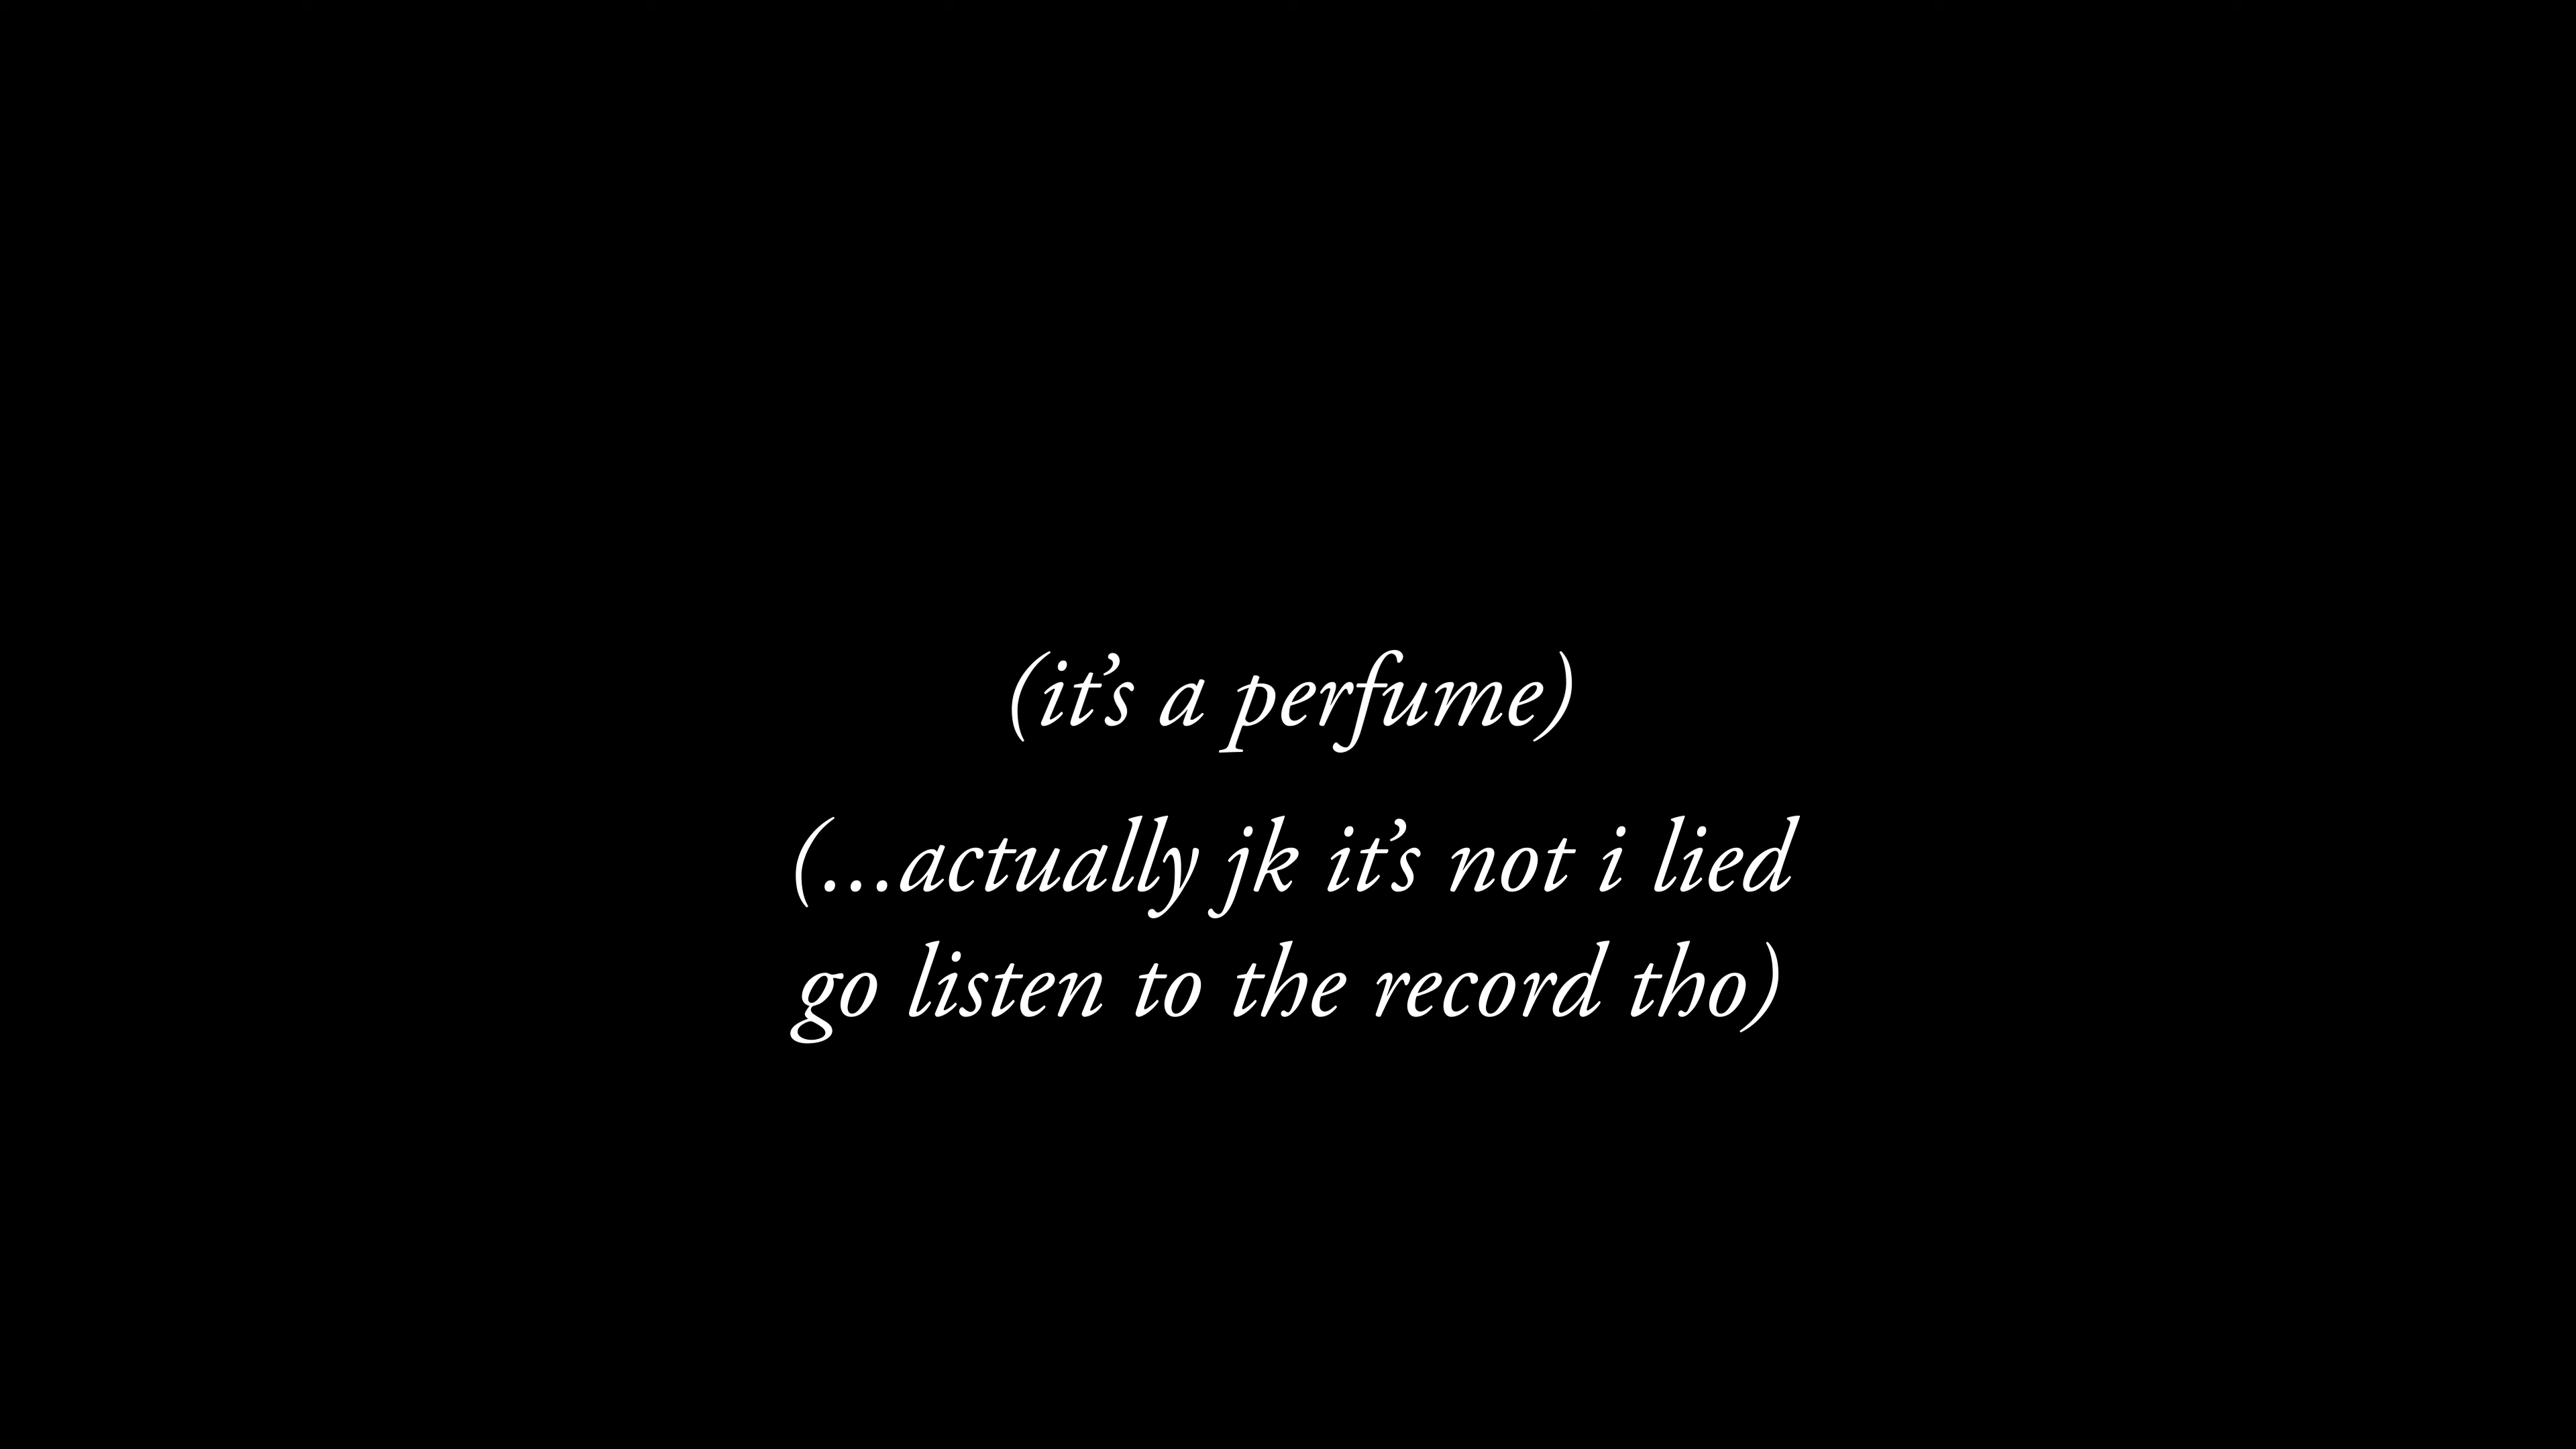 (it’s a perfume)
(...actually jk it’s not i lied
go listen to the record tho)